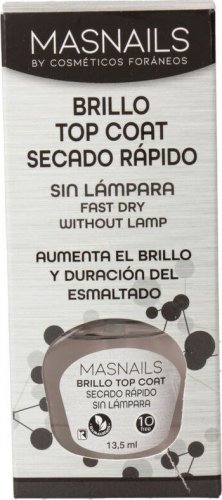 MASNAILS
BY COSMÉTICOS FORÁNEOS
BRILLO
TOP COAT
SECADO RÁPIDO
SIN LÁMPARA
FAST DRY
WITHOUT LAMP
AUMENTA EL BRILLO
Y DURACIÓN DEL
ESMALTADO
MASNAILS
BRILLO TOP COAT
SECADO RÁPIDO
SIN LÁMPARA
10
free
13,5 ml